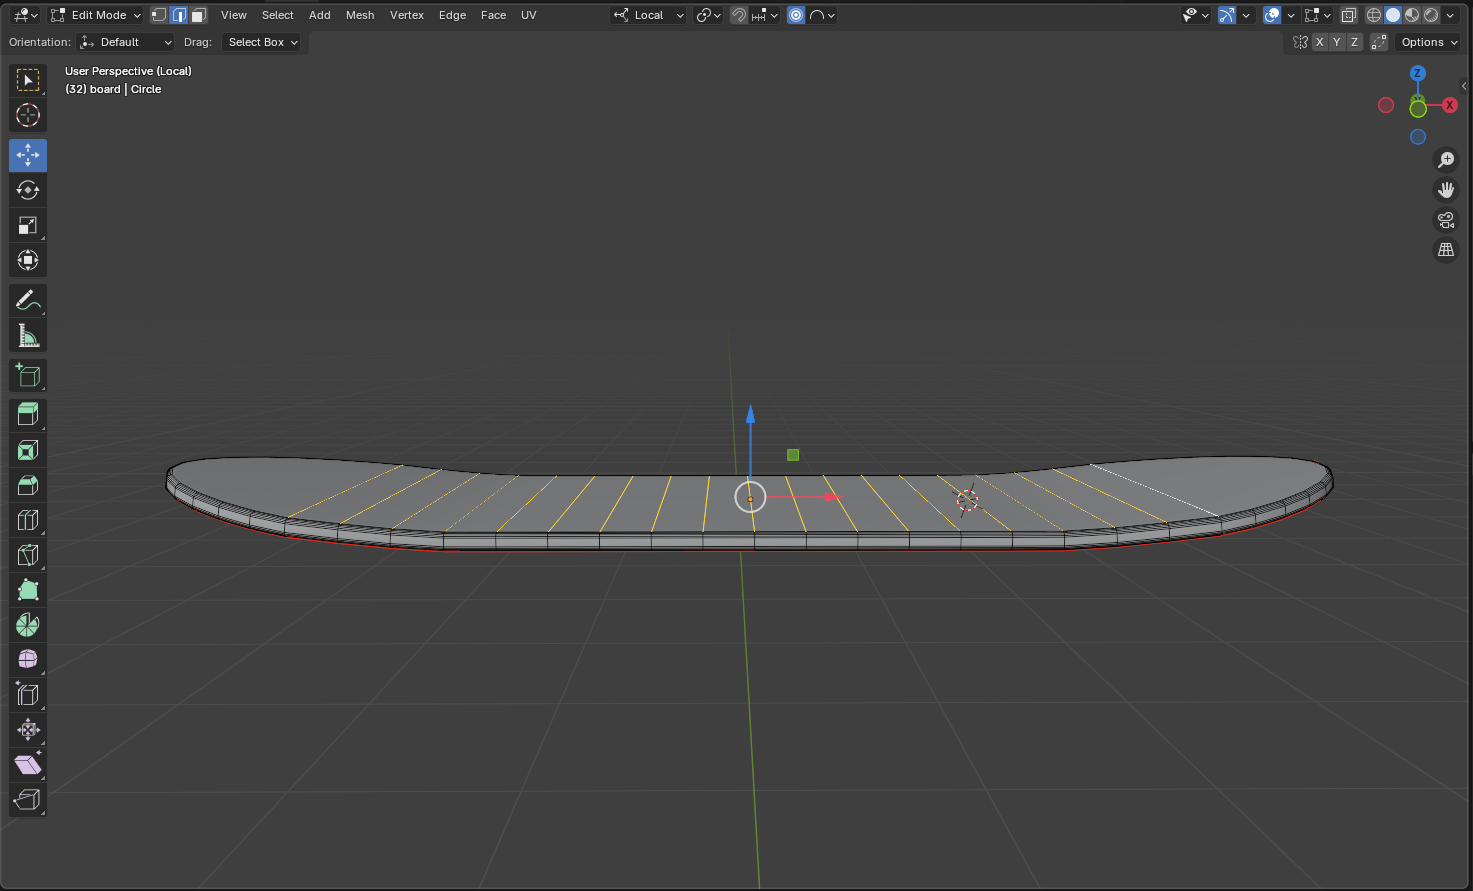 Edit Mode View Select Add Mesh Vertex Edge Face UV Local
Orientation: Default Drag: Select Box X Y Z Options
User Perspective (Local)
(32) board | Circle
Z
X